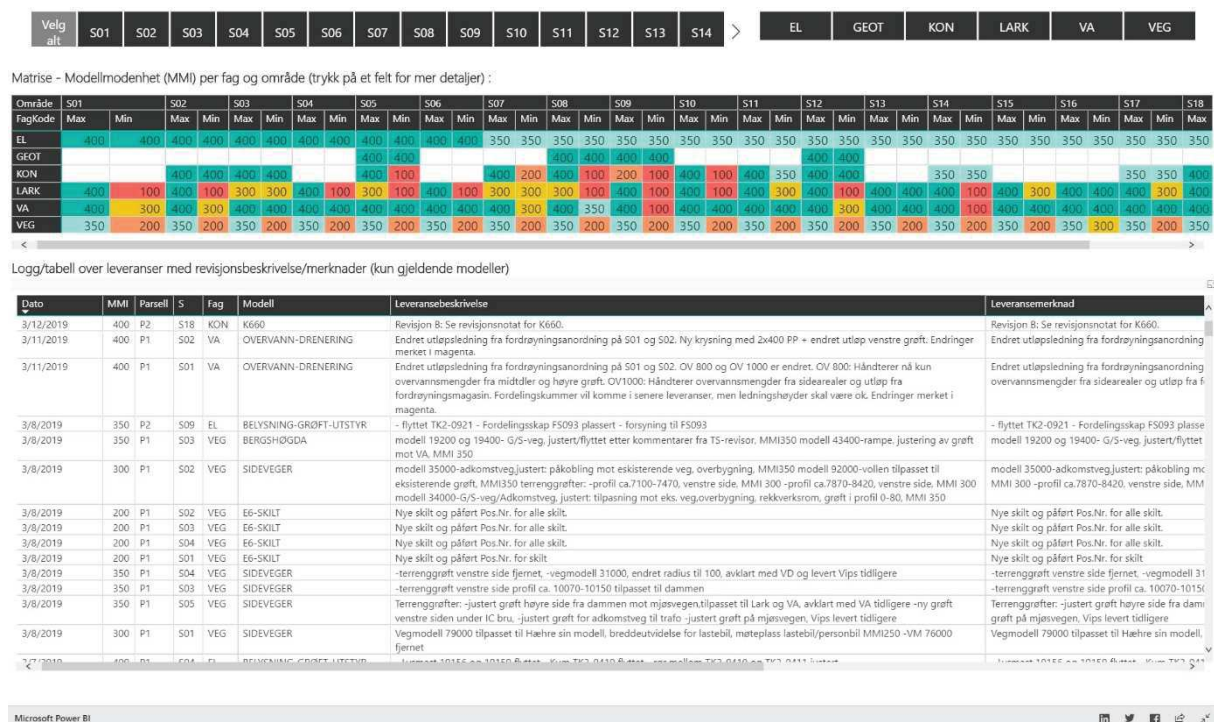 Velg alt S01 S02 S03 S04 S05 S06 S07 S08 S09 S10 S11 S12 S13 S14 > EL GEOT KON LARK VA VEG
Matrise - Modellmodenhet (MMI) per fag og område (trykk på et felt for mer detaljer) :
Område S01 S02 S03 S04 S05 S06 S07 S08 S09 S10 S11 S12 S13 S14 S15 S16 S17 S18
FagKode Max Min Max Min Max Min Max Min Max Min Max Min Max Min Max Min Max Min Max Min Max Min Max Min Max Min Max Min Max Min Max Min Max Min Max
EL 400 400 400 400 400 400 400 400 400 400 400 400 350 350 350 350 350 350 350 350 350 350 350 350 350 350 350 350 350 350 350 350 350 350 350
GEOT 400 400 400 400 400 400 400 400
KON 400 400 400 400 400 100 400 200 400 100 200 100 400 100 400 350 400 400 350 350 350 350 400
LARK 400 100 400 100 300 300 400 100 300 100 400 100 300 300 300 100 400 100 400 100 400 300 400 100 400 400 400 100 400 300 400 400 400 300 400
VA 400 300 400 300 400 400 400 400 400 400 400 400 400 300 400 350 400 100 400 400 400 400 400 300 400 400 400 100 400 400 400 400 400 400 400
VEG 350 200 350 200 350 200 350 200 350 200 350 200 350 200 350 200 350 200 350 200 350 200 350 200 350 200 350 200 350 200 350 300 350 200 350
Logg/tabell over leveranser med revisjonsbeskrivelse/merknader (kun gjeldende modeller)
Dato MMI Parsell S Fag Modell Leveransebeskrivelse Leveransemerknad
3/12/2019 400 P2 S18 KON K660 Revisjon B: Se revisjonsnotat for K660. Revisjon B: Se revisjonsnotat for K660.
3/11/2019 400 P1 S02 VA OVERVANN-DRENERING Endret utløpsledning fra fordrøyningsanordning på S01 og S02. Ny krysning med 2x400 PP + endret utløp venstre grøft. Endringer Endret utløpsledning fra fordrøyningsanordning
merket I magenta.
3/11/2019 400 P1 S01 VA OVERVANN-DRENERING Endret utløpsledning fra fordrøyningsanordning på S01 og S02. OV 800 og OV 1000 er endret. OV 800: Håndterer nå kun Endret utløpsledning fra fordrøyningsanordning
overvannsmengder fra midtdler og høyre grøft. OV1000: Håndterer overvannsmengder fra sidearealer og utløp fra overvannsmengder fra sidearealer og utløp fra f
fordrøyningsmagasin. Fordelingskummer vil komme i senere leveranser, men ledningshøyder skal være ok. Endringer merket i
magenta.
3/8/2019 350 P2 S09 EL BELYSNING-GRØFT-UTSTYR - flyttet TK2-0921 - Fordelingsskap FS093 plassert - forsyning til FS093 - flyttet TK2-0921 - Fordelingsskap FS093 plasse
3/8/2019 350 P1 S03 VEG BERGSHØGDA modell 19200 og 19400- G/S-veg, justert/flyttet etter kommentarer fra TS-revisor, MMI350 modell 43400-rampe. justering av grøft modell 19200 og 19400- G/S-veg, justert/flyttet
mot VA, MMI 350
3/8/2019 300 P1 S02 VEG SIDEVEGER modell 35000-adkomstveg,justert: påkobling mot eksisterende veg, overbygning, MMI350 modell 92000-vollen tilpasset til modell 35000-adkomstveg,justert: påkobling mo
eksisterende grøft, MMI350 terrenggrøfter: -profil ca.7100-7470, venstre side, MMI 300 -profil ca.7870-8420, venstre side, MMI 300 MMI 300 -profil ca.7870-8420, venstre side, MM
modell 34000-G/S-veg/Adkomstveg, justert: tilpasning mot eks. veg,overbygning, rekkverksrom, grøft i profil 0-80, MMI 350
3/8/2019 200 P1 S02 VEG E6-SKILT Nye skilt og påført Pos.Nr. for alle skilt. Nye skilt og påført Pos.Nr. for alle skilt.
3/8/2019 200 P1 S03 VEG E6-SKILT Nye skilt og påført Pos.Nr. for alle skilt. Nye skilt og påført Pos.Nr. for alle skilt.
3/8/2019 200 P1 S04 VEG E6-SKILT Nye skilt og påført Pos.Nr. for alle skilt. Nye skilt og påført Pos.Nr. for alle skilt.
3/8/2019 200 P1 S01 VEG E6-SKILT Nye skilt og påført Pos.Nr. for skilt Nye skilt og påført Pos.Nr. for skilt
3/8/2019 350 P1 S04 VEG SIDEVEGER -terrenggrøft venstre side fjernet, -vegmodell 31000, endret radius til 100, avklart med VD og levert Vips tidligere -terrenggrøft venstre side fjernet, -vegmodell 31
3/8/2019 350 P1 S03 VEG SIDEVEGER -terrenggrøft venstre side profil ca. 10070-10150 tilpasset til dammen -terrenggrøft venstre side profil ca. 10070-10150
3/8/2019 350 P1 S05 VEG SIDEVEGER Terrenggrøfter: -justert grøft høyre side fra dammen mot mjøsvegen,tilpasset til Lark og VA, avklart med VA tidligere -ny grøft Terrenggrøfter: -justert grøft høyre side fra dam
venstre siden under IC bru, -justert grøft for adkomstveg til trafo -justert grøft på mjøsvegen, Vips levert tidligere grøft på mjøsvegen, Vips levert tidligere
3/8/2019 300 P1 S01 VEG SIDEVEGER Vegmodell 79000 tilpasset til Hæhre sin modell, breddeutvidelse for lastebil, møteplass lastebil/personbil MMI250 -VM 76000 Vegmodell 79000 tilpasset til Hæhre sin modell,
fjernet
Microsoft Power BI